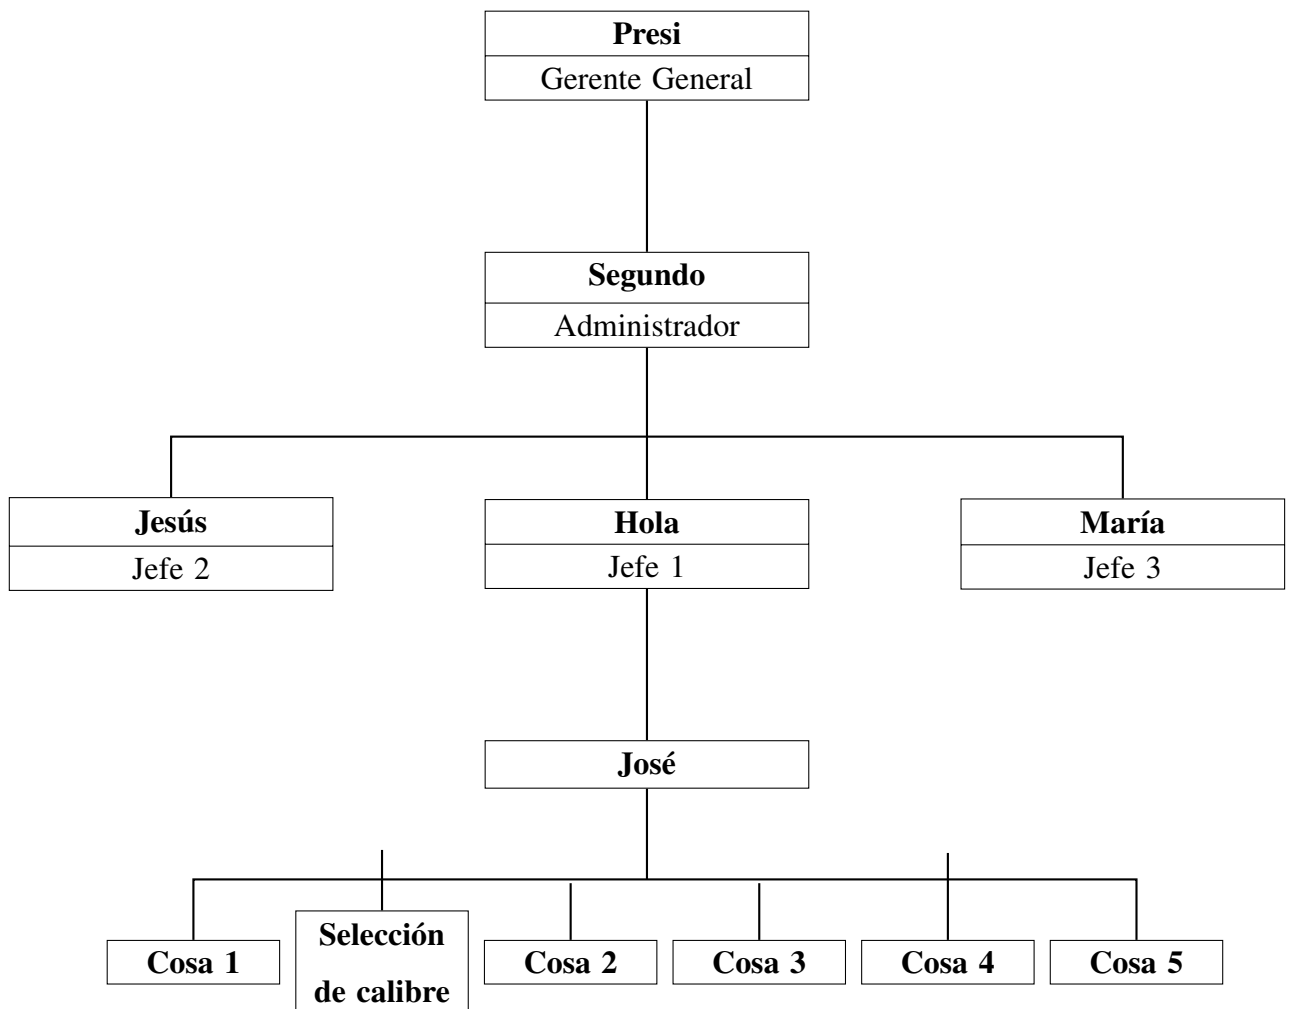 Presi
Gerente General
Segundo
Administrador
Jesús
Jefe 2
Hola
Jefe 1
María
Jefe 3
José
Cosa 1
Selección
de calibre
Cosa 2
Cosa 3
Cosa 4
Cosa 5